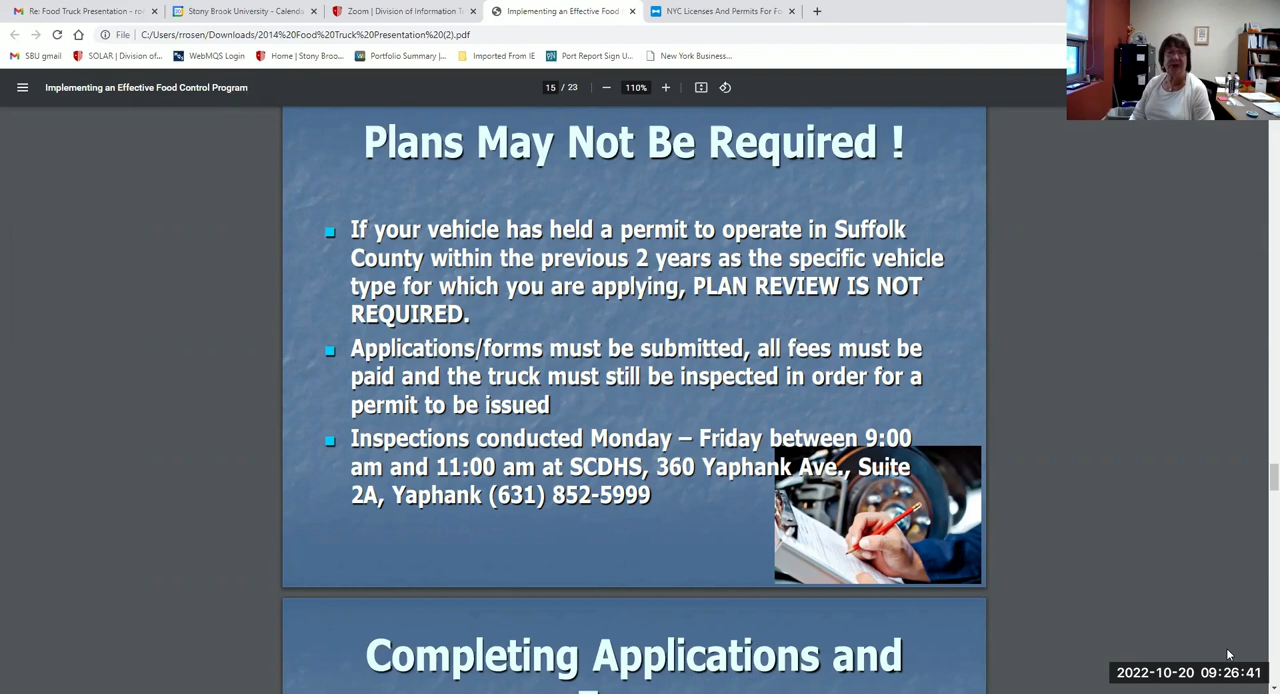 Re: Food Truck Presentation - ro
Stony Brook University - Calenda
Zoom | Division of Information T
Implementing an Effective Food
NYC Licenses And Permits For Fo
File
C:/Users/rrosen/Downloads/2014%20Food%20Truck%20Presentation%20(2).pdf
SBU gmail
SOLAR | Division of...
WebMQS Login
Home | Stony Broo...
Portfolio Summary |...
Imported From IE
Port Report Sign U...
New York Business...
Implementing an Effective Food Control Program
15 / 23
110%
Plans May Not Be Required !
If your vehicle has held a permit to operate in Suffolk
County within the previous 2 years as the specific vehicle
type for which you are applying, PLAN REVIEW IS NOT
REQUIRED.
Applications/forms must be submitted, all fees must be
paid and the truck must still be inspected in order for a
permit to be issued
Inspections conducted Monday – Friday between 9:00
am and 11:00 am at SCDHS, 360 Yaphank Ave., Suite
2A, Yaphank (631) 852-5999
Completing Applications and
2022-10-20 09:26:41